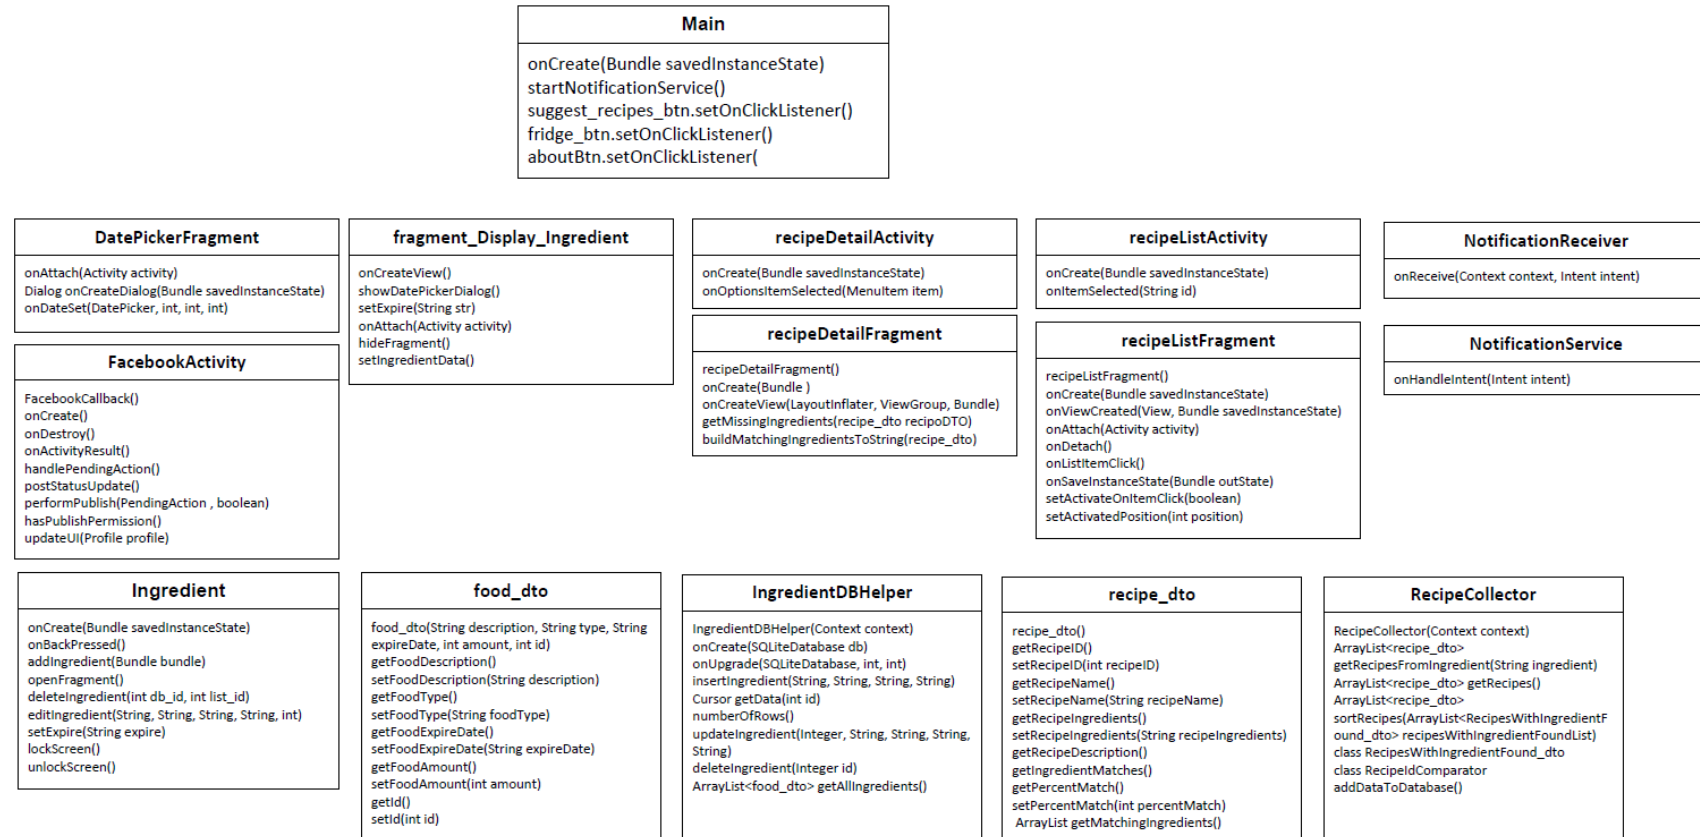 Main
onCreate(Bundle savedInstanceState)
startNotificationService()
suggest_recipes_btn.setOnClickListener()
fridge_btn.setOnClickListener()
aboutBtn.setOnClickListener(
DatePickerFragment
onAttach(Activity activity)
Dialog onCreateDialog(Bundle savedInstanceState)
onDateSet(DatePicker, int, int, int)
fragment_Display_Ingredient
onCreateView()
showDatePickerDialog()
setExpire(String str)
onAttach(Activity activity)
hideFragment()
setIngredientData()
recipeDetailActivity
onCreate(Bundle savedInstanceState)
onOptionsItemSelected(MenuItem item)
recipeListActivity
onCreate(Bundle savedInstanceState)
onItemSelected(String id)
NotificationReceiver
onReceive(Context context, Intent intent)
FacebookActivity
FacebookCallback()
onCreate()
onDestroy()
onActivityResult()
handlePendingAction()
postStatusUpdate()
performPublish(PendingAction , boolean)
hasPublishPermission()
updateUI(Profile profile)
recipeDetailFragment
recipeDetailFragment()
onCreate(Bundle )
onCreateView(LayoutInflater, ViewGroup, Bundle)
getMissingIngredients(recipe_dto recipoDTO)
buildMatchingIngredientsToString(recipe_dto)
recipeListFragment
recipeListFragment()
onCreate(Bundle savedInstanceState)
onViewCreated(View, Bundle savedInstanceState)
onAttach(Activity activity)
onDetach()
onListItemClick()
onSaveInstanceState(Bundle outState)
setActivateOnItemClick(boolean)
setActivatedPosition(int position)
NotificationService
onHandleIntent(Intent intent)
Ingredient
onCreate(Bundle savedInstanceState)
onBackPressed()
addIngredient(Bundle bundle)
openFragment()
deleteIngredient(int db_id, int list_id)
editIngredient(String, String, String, String, int)
setExpire(String expire)
lockScreen()
unlockScreen()
food_dto
food_dto(String description, String type, String
expireDate, int amount, int id)
getFoodDescription()
setFoodDescription(String description)
getFoodType()
setFoodType(String foodType)
getFoodExpireDate()
setFoodExpireDate(String expireDate)
getFoodAmount()
setFoodAmount(int amount)
getId()
setId(int id)
IngredientDBHelper
IngredientDBHelper(Context context)
onCreate(SQLiteDatabase db)
onUpgrade(SQLiteDatabase, int, int)
insertIngredient(String, String, String, String)
Cursor getData(int id)
numberOfRows()
updateIngredient(Integer, String, String, String,
String)
deleteIngredient(Integer id)
ArrayList<food_dto> getAllIngredients()
recipe_dto
recipe_dto()
getRecipeID()
setRecipeID(int recipeID)
getRecipeName()
setRecipeName(String recipeName)
getRecipeIngredients()
setRecipeIngredients(String recipeIngredients)
getRecipeDescription()
getIngredientMatches()
getPercentMatch()
setPercentMatch(int percentMatch)
ArrayList getMatchingIngredients()
RecipeCollector
RecipeCollector(Context context)
ArrayList<recipe_dto>
getRecipesFromIngredient(String ingredient)
ArrayList<recipe_dto> getRecipes()
ArrayList<recipe_dto>
sortRecipes(ArrayList<RecipesWithIngredientF
ound_dto> recipesWithIngredientFoundList)
class RecipesWithIngredientFound_dto
class RecipeIdComparator
addDataToDatabase()